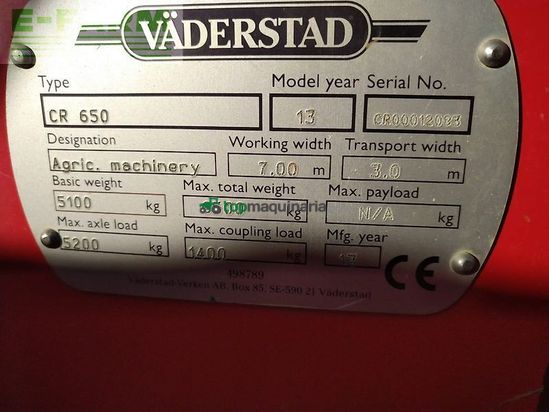 VÄDERSTAD
Type
Model year Serial No.
CR 650
13
CR00012083
Designation
Working width
Transport width
Agric. machinery
7.00 m
3.0 m
Basic weight
Max. total weight
Max. payload
5100 kg
kg
N/A kg
topmaquinaria
Max. axle load
Max. coupling load
Mfg. year
5200 kg
1400 kg
CE
498789
Väderstad-Verken AB, Box 85, SE-590 21 Väderstad